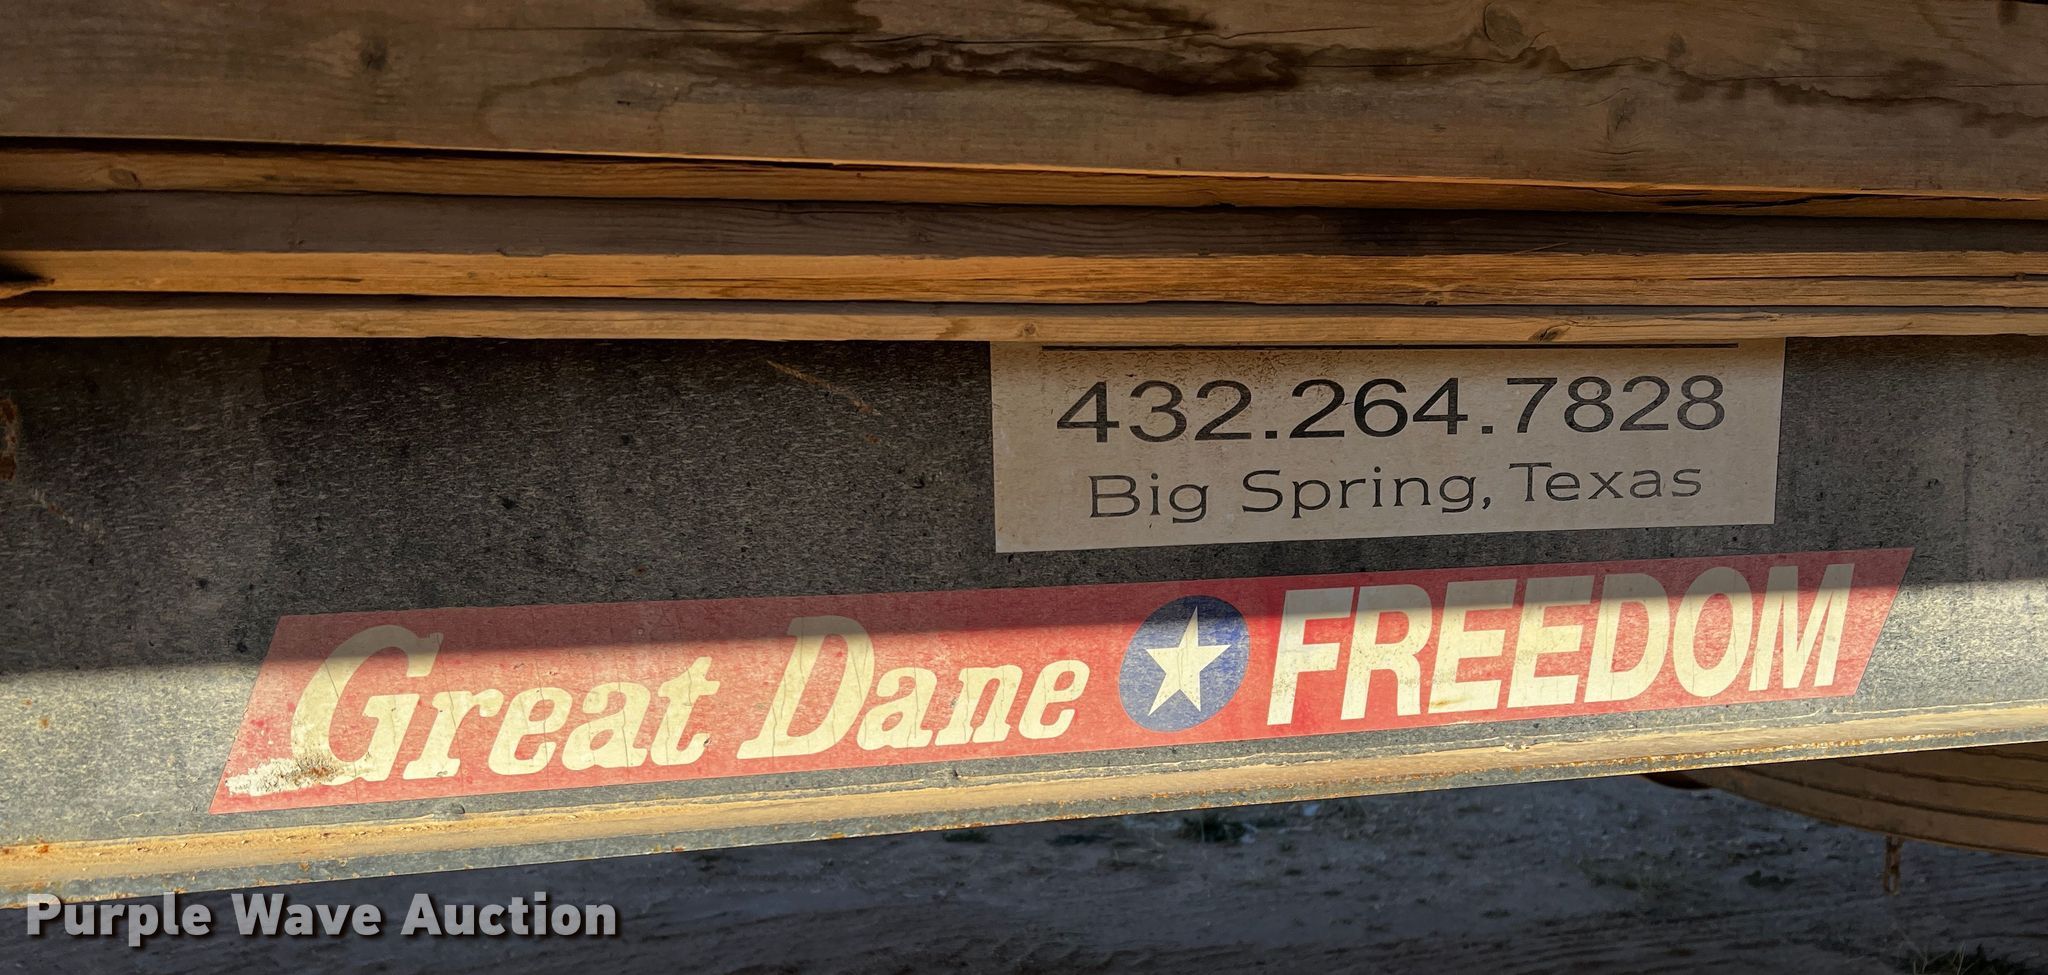 432.264.7828
Big Spring, Texas
Great Dane FREEDOM
Purple Wave Auction